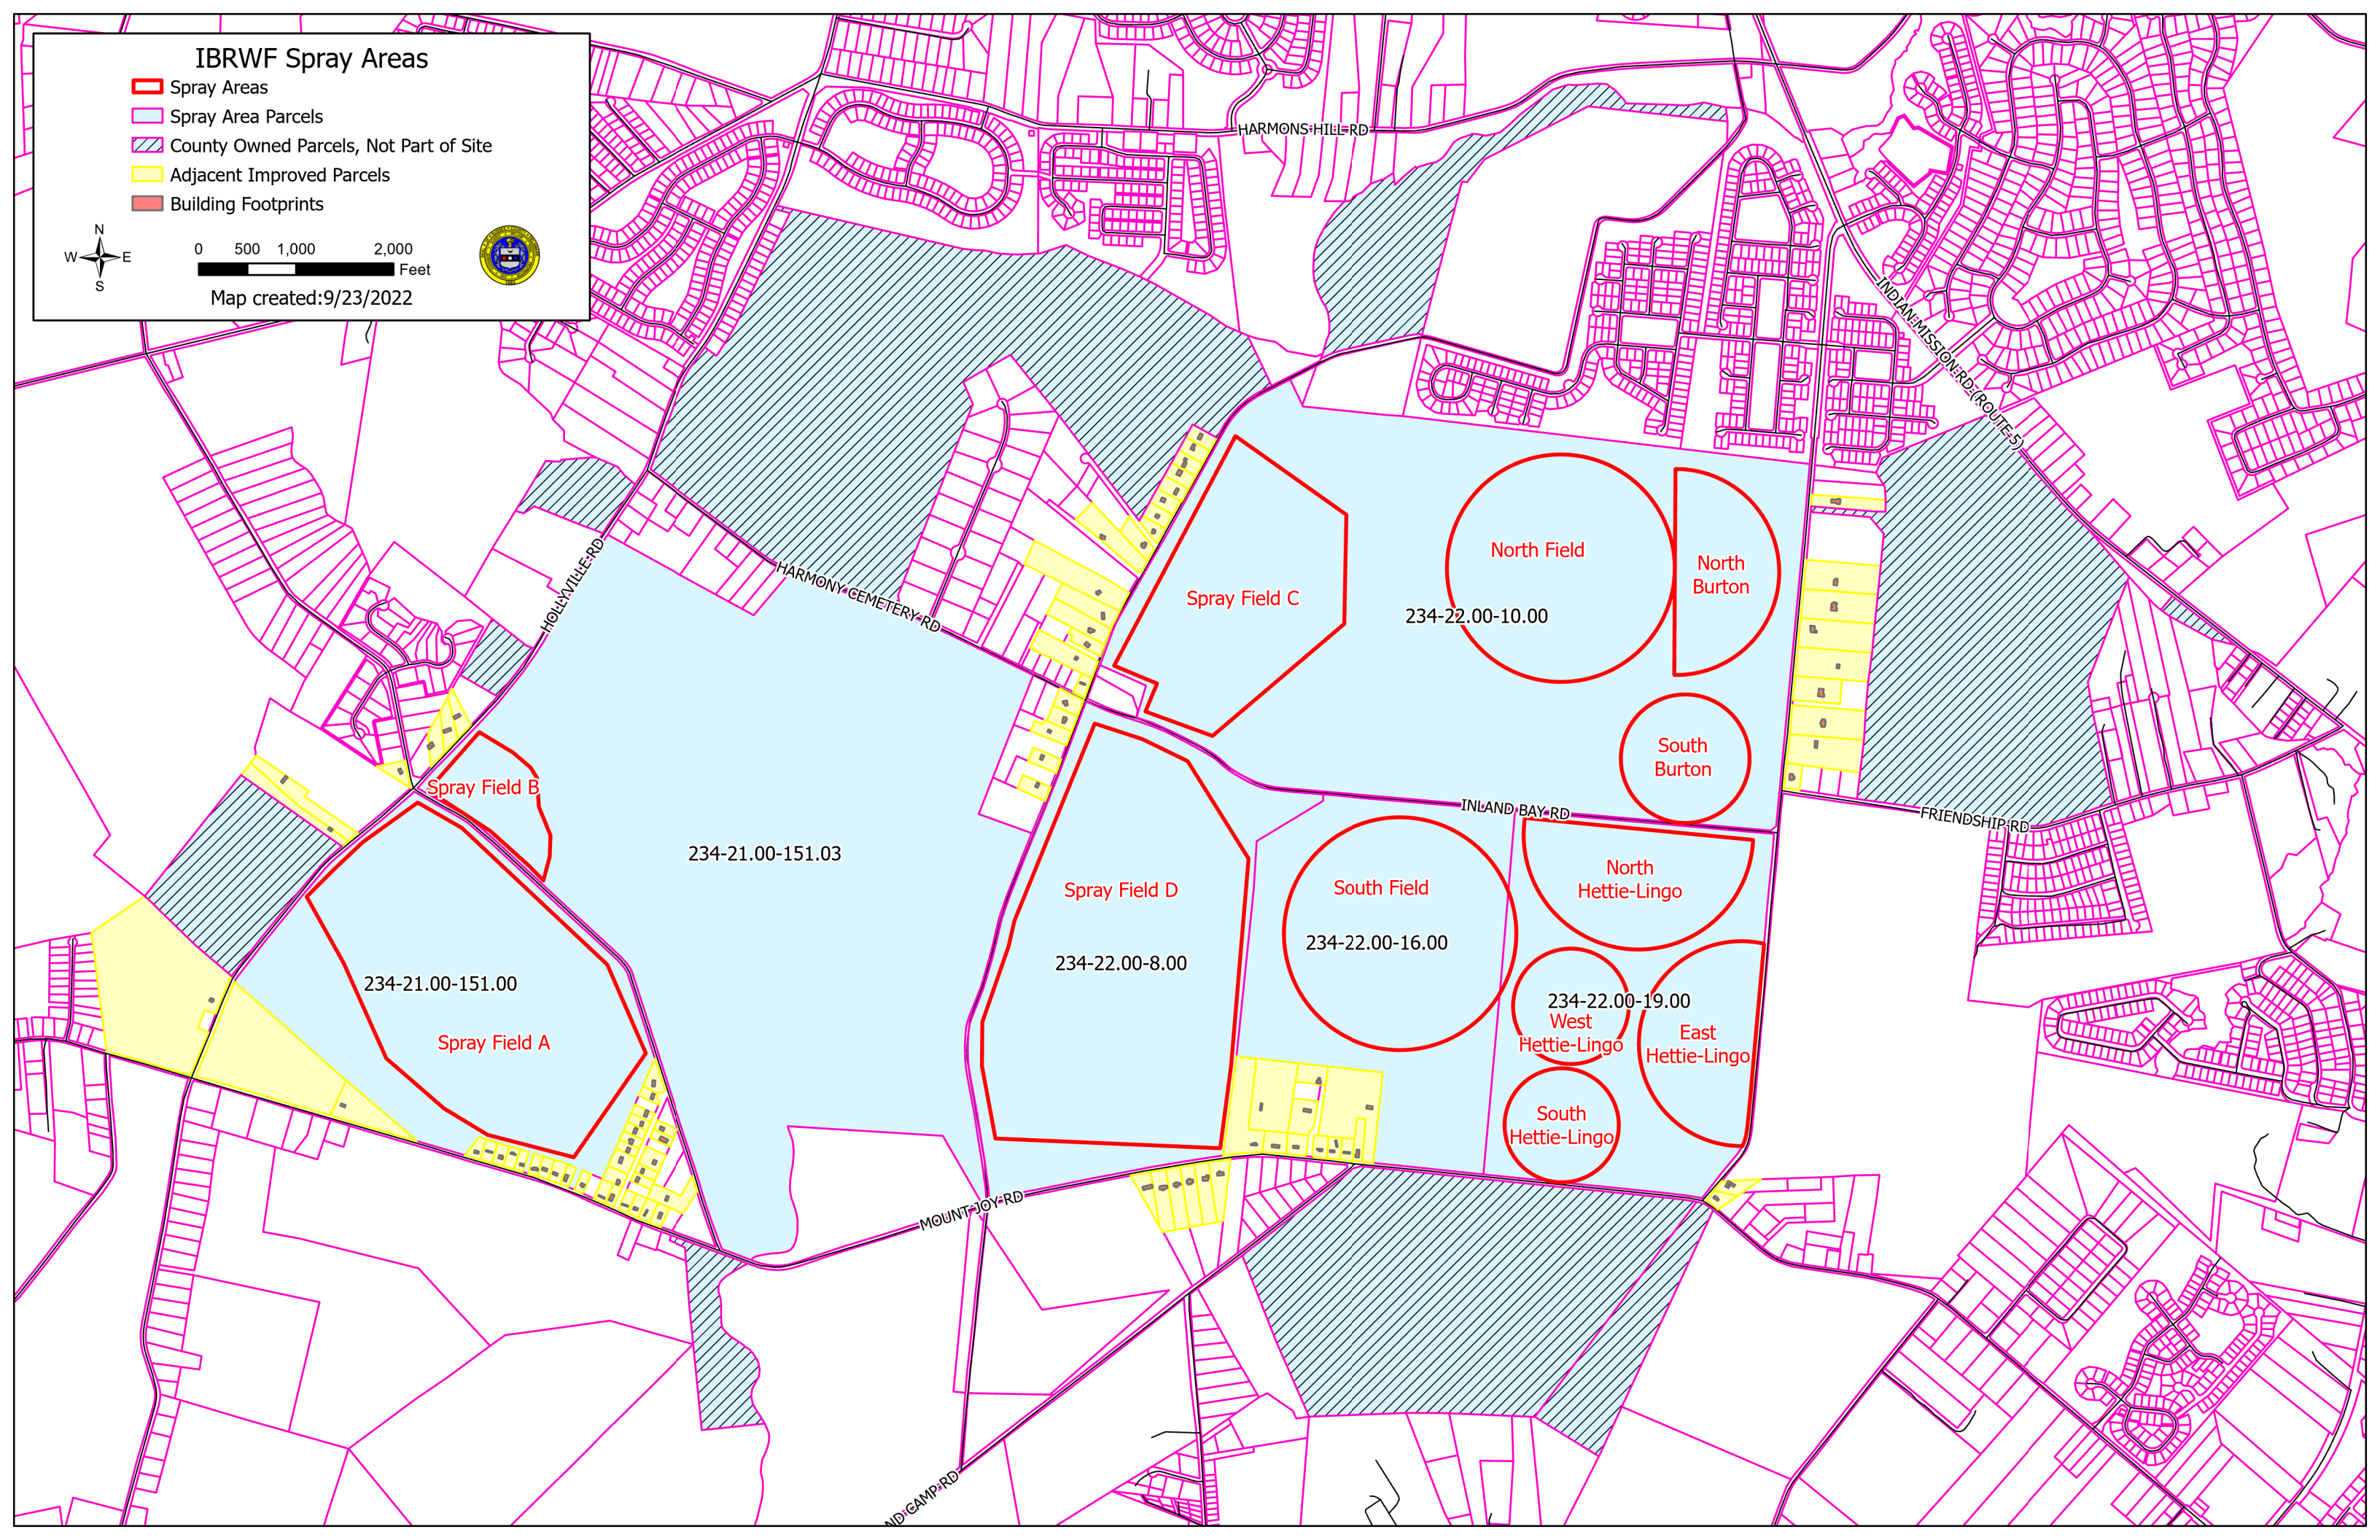 IBRWF Spray Areas
Spray Areas
Spray Area Parcels
County Owned Parcels, Not Part of Site
Adjacent Improved Parcels
Building Footprints
N
W E
S
0 500 1,000 2,000
Feet
Map created:9/23/2022
HARMONS HILL RD
INDIAN MISSION RD (ROUTE 5)
HOLLYVILLE RD
HARMONY CEMETERY RD
North Field
North
Burton
Spray Field C
234-22.00-10.00
South
Burton
Spray Field B
INLAND BAY RD
FRIENDSHIP RD
234-21.00-151.03
North
Hettie-Lingo
Spray Field D
South Field
234-22.00-16.00
234-22.00-8.00
234-21.00-151.00
234-22.00-19.00
West
Hettie-Lingo
East
Hettie-Lingo
Spray Field A
South
Hettie-Lingo
MOUNT JOY RD
ND CAMP RD